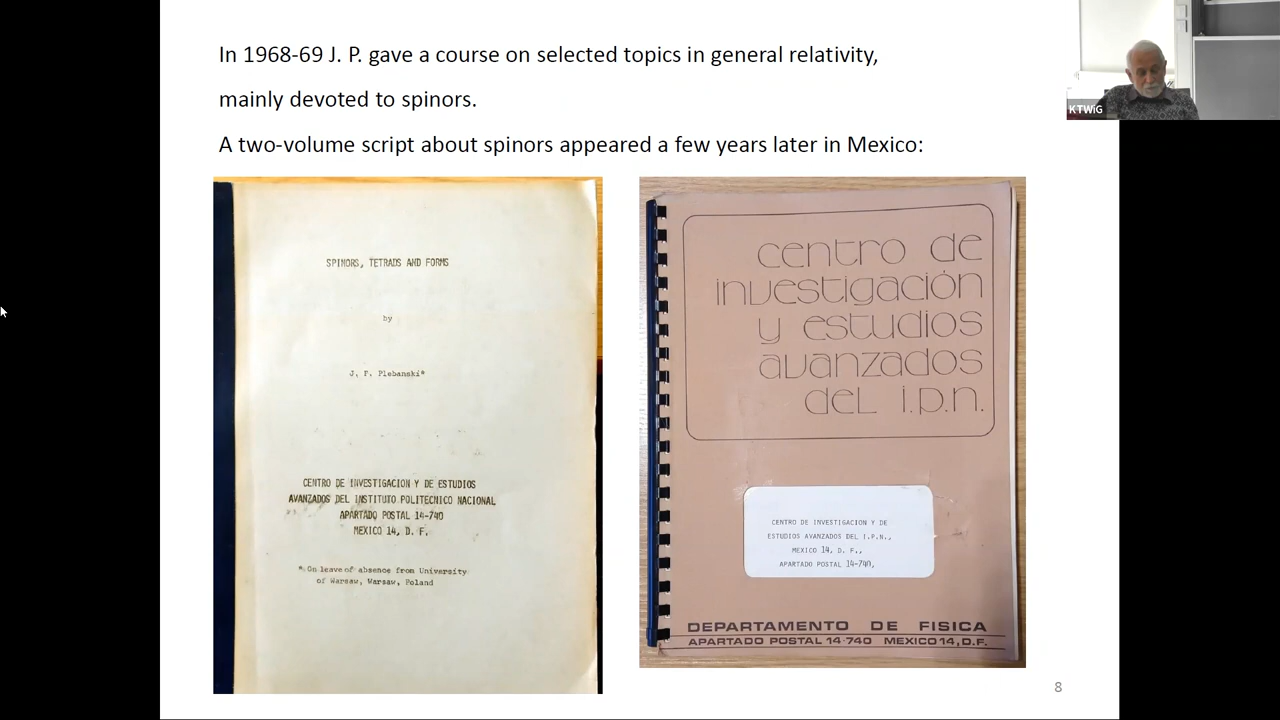 In 1968-69 J. P. gave a course on selected topics in general relativity,
mainly devoted to spinors.
A two-volume script about spinors appeared a few years later in Mexico:
KTWiG
SPINORS, TETRADS AND FORMS
by
J. F. Plebanski*
CENTRO DE INVESTIGACION Y DE ESTUDIOS
AVANZADOS DEL INSTITUTO POLITECNICO NACIONAL
APARTADO POSTAL 14-740
MEXICO 14, D. F.
* On leave of absence from University
of Warsaw, Warsaw, Poland
centro de
investigación
y estudios
avanzados
del i.p.n.
CENTRO DE INVESTIGACION Y DE
ESTUDIOS AVANZADOS DEL I.P.N.,
MEXICO 14, D. F.,
APARTADO POSTAL 14-740,
DEPARTAMENTO DE FISICA
APARTADO POSTAL 14-740 MEXICO 14, D.F.
8